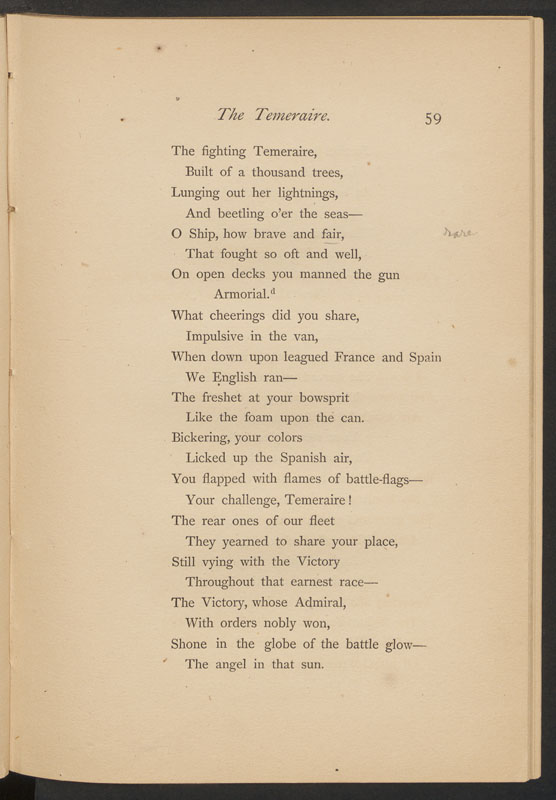 The Temeraire. 59
The fighting Temeraire,
Built of a thousand trees,
Lunging out her lightnings,
And beetling o'er the seas—
O Ship, how brave and fair, rare
That fought so oft and well,
On open decks you manned the gun
Armorial.ᵈ
What cheerings did you share,
Impulsive in the van,
When down upon leagued France and Spain
We English ran—
The freshet at your bowsprit
Like the foam upon the can.
Bickering, your colors
Licked up the Spanish air,
You flapped with flames of battle-flags—
Your challenge, Temeraire!
The rear ones of our fleet
They yearned to share your place,
Still vying with the Victory
Throughout that earnest race—
The Victory, whose Admiral,
With orders nobly won,
Shone in the globe of the battle glow—
The angel in that sun.